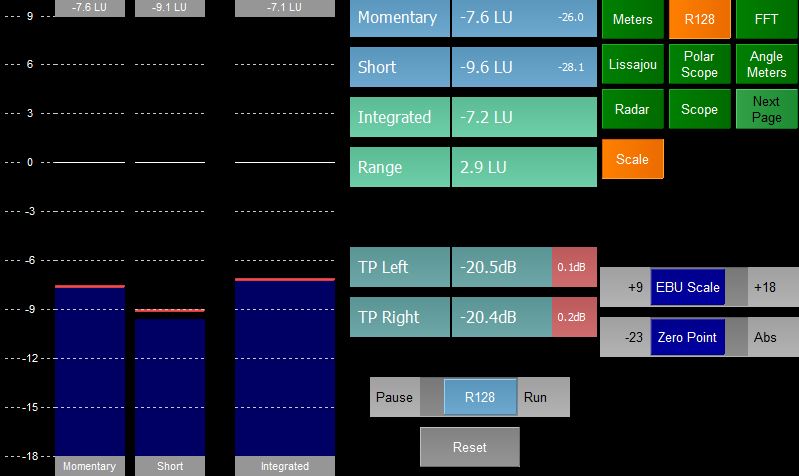 -7.6 LU -9.1 LU -7.1 LU
9
6
3
0
-3
-6
-9
-12
-15
-18
Momentary Short Integrated
Momentary -7.6 LU -26.0
Short -9.6 LU -28.1
Integrated -7.2 LU
Range 2.9 LU
TP Left -20.5dB 0.1dB
TP Right -20.4dB 0.2dB
Pause R128 Run
Reset
Meters R128 FFT
Lissajou
Polar
Scope
Angle
Meters
Radar Scope
Next
Page
Scale
+9 EBU Scale +18
-23 Zero Point Abs